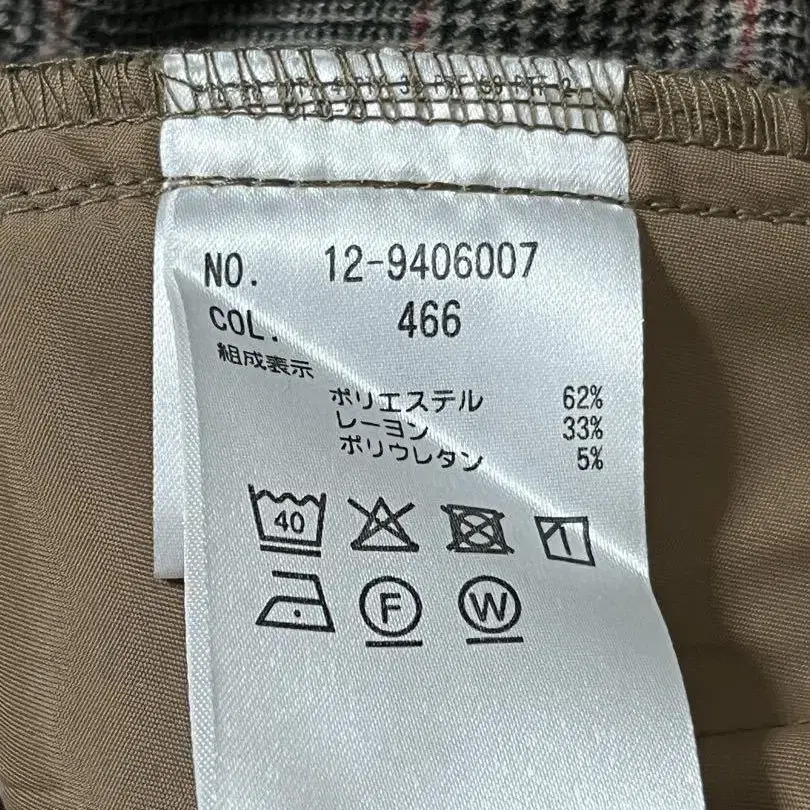 NO. 12-9406007
COL. 466
組成表示
ポリエステル 62%
レーヨン 33%
ポリウレタン 5%
40
F W